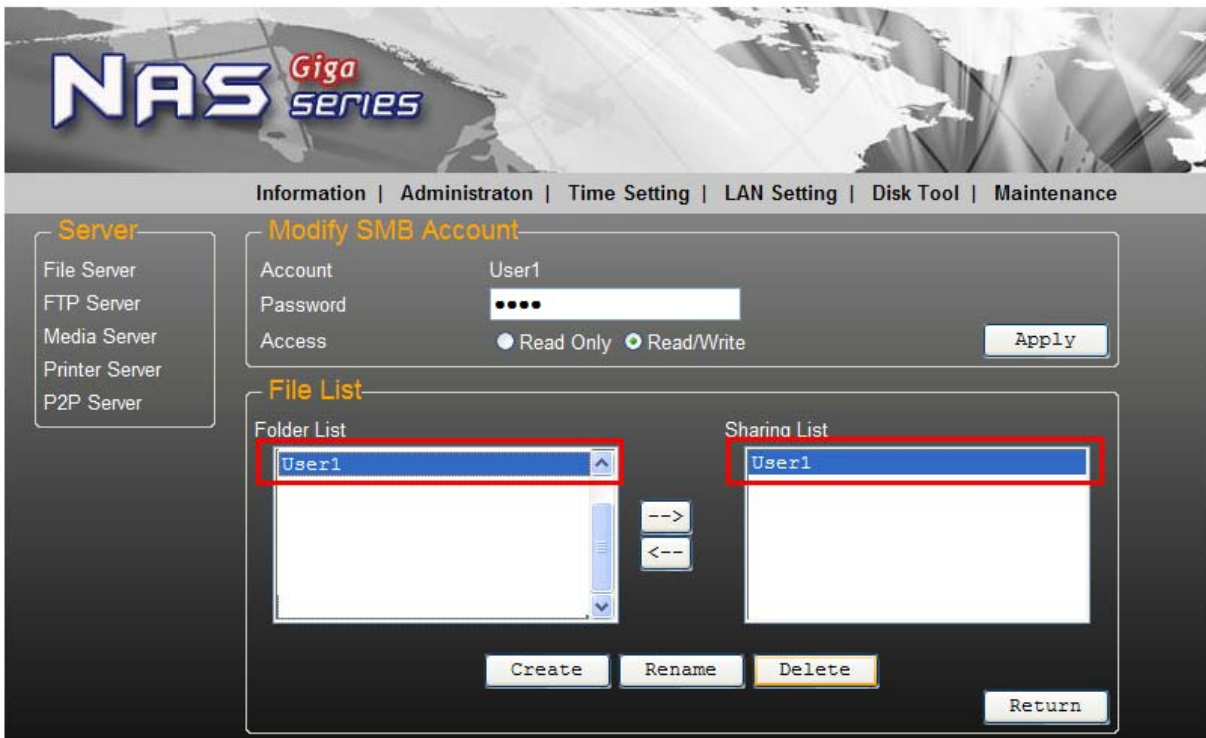 NAS Giga series
Information | Administraton | Time Setting | LAN Setting | Disk Tool | Maintenance
Server
File Server
FTP Server
Media Server
Printer Server
P2P Server
Modify SMB Account
Account User1
Password ••••
Access Read Only Read/Write Apply
File List
Folder List Sharing List
User1 User1
-->
<--
Create Rename Delete
Return